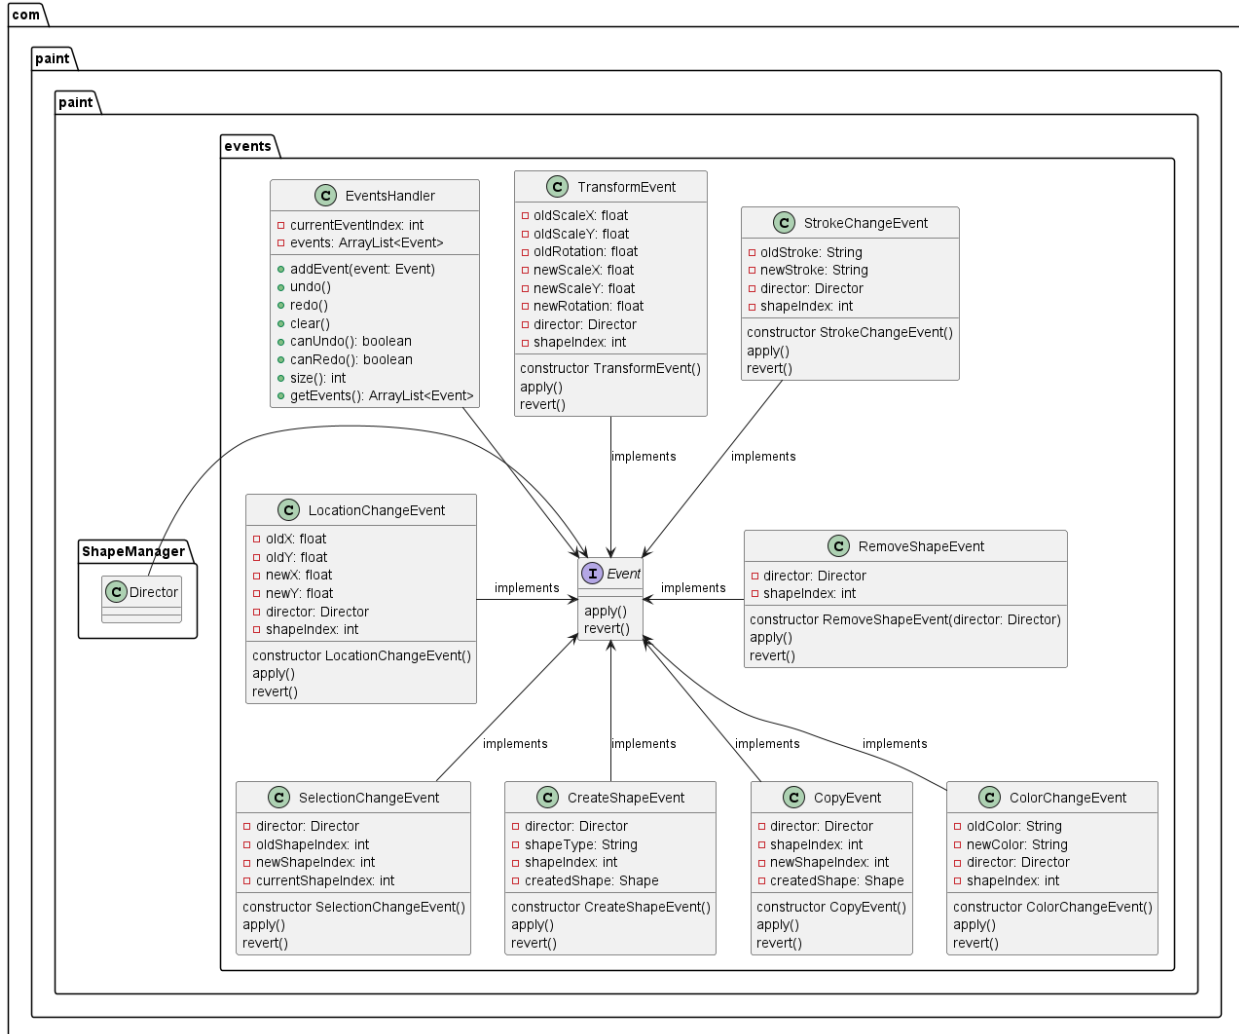 com
paint
paint
events
C EventsHandler
currentEventIndex: int
events: ArrayList<Event>
addEvent(event: Event)
undo()
redo()
clear()
canUndo(): boolean
canRedo(): boolean
size(): int
getEvents(): ArrayList<Event>
C TransformEvent
oldScaleX: float
oldScaleY: float
oldRotation: float
newScaleX: float
newScaleY: float
newRotation: float
director: Director
shapeIndex: int
constructor TransformEvent()
apply()
revert()
C StrokeChangeEvent
oldStroke: String
newStroke: String
director: Director
shapeIndex: int
constructor StrokeChangeEvent()
apply()
revert()
implements
implements
ShapeManager
C Director
C LocationChangeEvent
oldX: float
oldY: float
newX: float
newY: float
director: Director
shapeIndex: int
constructor LocationChangeEvent()
apply()
revert()
implements
I Event
apply()
revert()
implements
C RemoveShapeEvent
director: Director
shapeIndex: int
constructor RemoveShapeEvent(director: Director)
apply()
revert()
implements
implements
implements
implements
C SelectionChangeEvent
director: Director
oldShapeIndex: int
newShapeIndex: int
currentShapeIndex: int
constructor SelectionChangeEvent()
apply()
revert()
C CreateShapeEvent
director: Director
shapeType: String
shapeIndex: int
createdShape: Shape
constructor CreateShapeEvent()
apply()
revert()
C CopyEvent
director: Director
shapeIndex: int
newShapeIndex: int
createdShape: Shape
constructor CopyEvent()
apply()
revert()
C ColorChangeEvent
oldColor: String
newColor: String
director: Director
shapeIndex: int
constructor ColorChangeEvent()
apply()
revert()